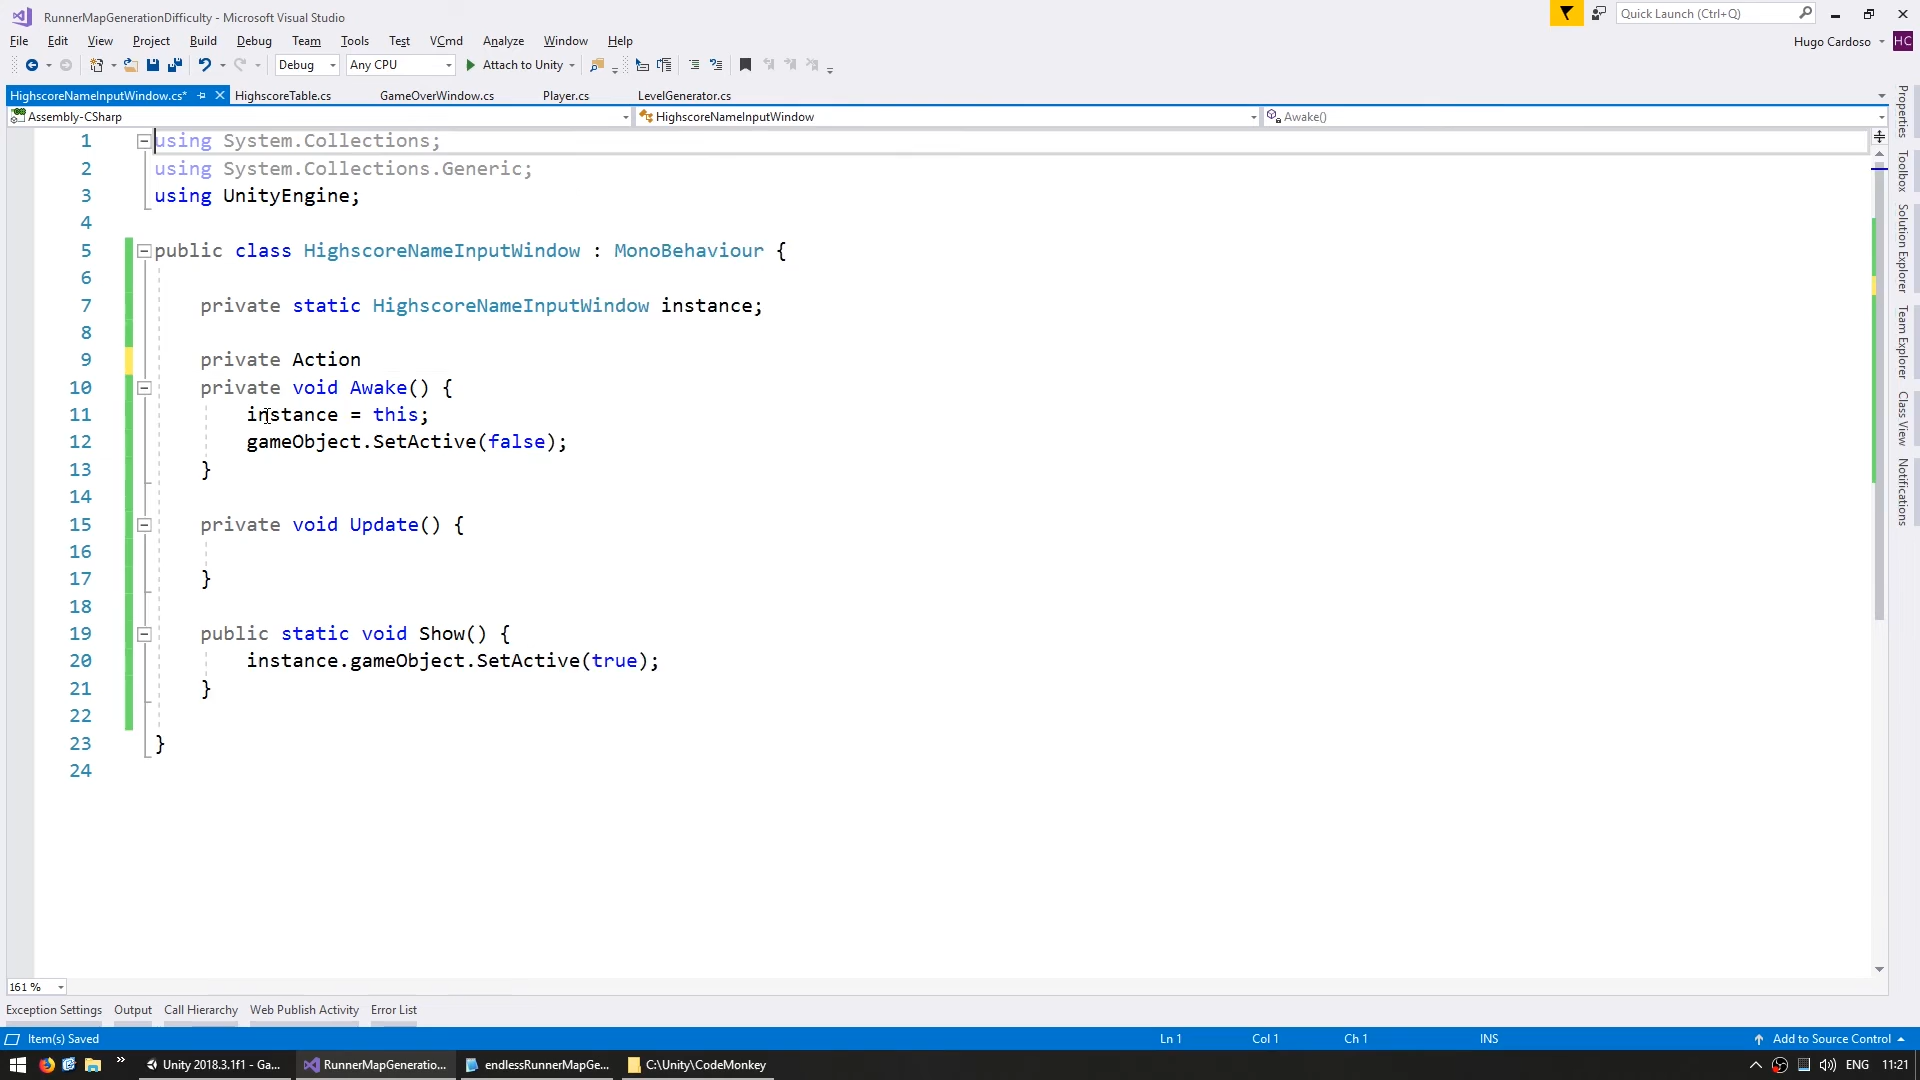 RunnerMapGenerationDifficulty - Microsoft Visual Studio
Quick Launch (Ctrl+Q)
File Edit View Project Build Debug Team Tools Test VCmd Analyze Window Help
Hugo Cardoso HC
Debug Any CPU Attach to Unity
HighscoreNameInputWindow.cs* HighscoreTable.cs GameOverWindow.cs Player.cs LevelGenerator.cs
Assembly-CSharp HighscoreNameInputWindow Awake()
1 using System.Collections;
2 using System.Collections.Generic;
3 using UnityEngine;
4
5 public class HighscoreNameInputWindow : MonoBehaviour {
6
7 private static HighscoreNameInputWindow instance;
8
9 private Action
10 private void Awake() {
11 instance = this;
12 gameObject.SetActive(false);
13 }
14
15 private void Update() {
16
17 }
18
19 public static void Show() {
20 instance.gameObject.SetActive(true);
21 }
22
23 }
24
Properties
Toolbox
Solution Explorer
Team Explorer
Class View
Notifications
161 %
Exception Settings Output Call Hierarchy Web Publish Activity Error List
Item(s) Saved Ln 1 Col 1 Ch 1 INS Add to Source Control
Unity 2018.3.1f1 - Ga... RunnerMapGeneratio... endlessRunnerMapGe... C:\Unity\CodeMonkey ENG 11:21